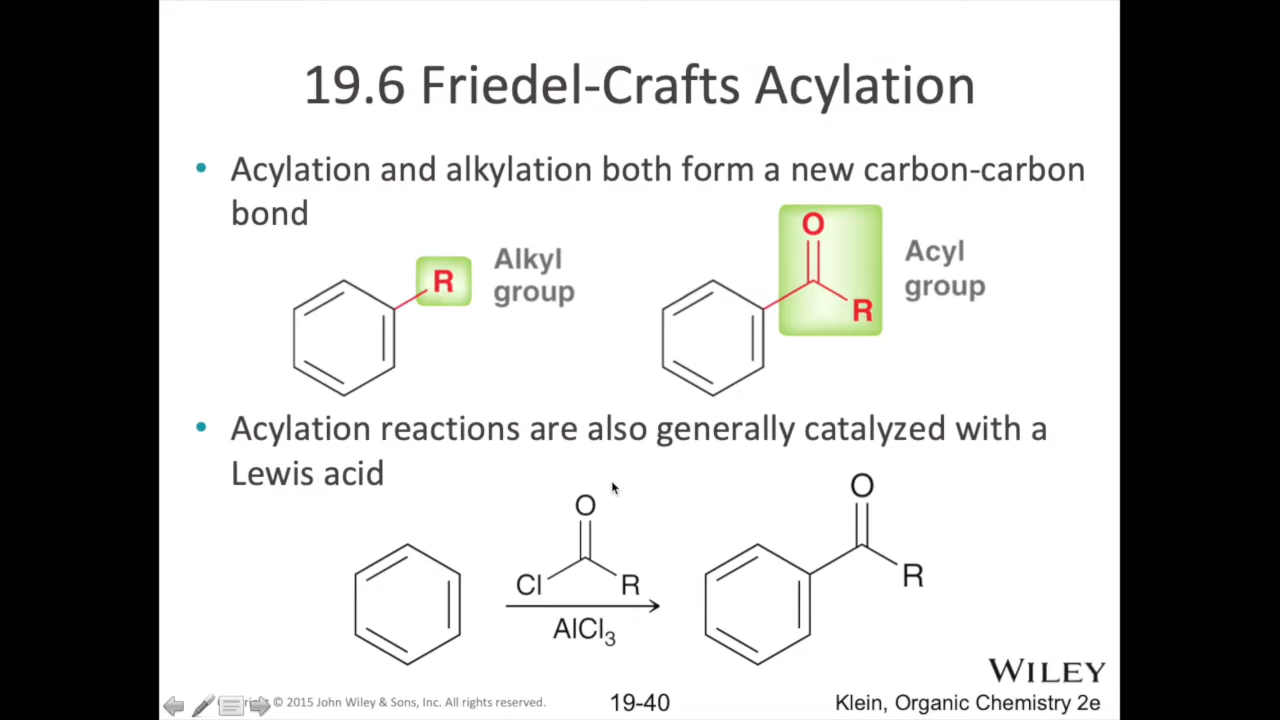 19.6 Friedel-Crafts Acylation
• Acylation and alkylation both form a new carbon-carbon
bond
R
Alkyl
group
O
R
Acyl
group
• Acylation reactions are also generally catalyzed with a
Lewis acid
O
Cl
R
AlCl₃
O
R
WILEY
© 2015 John Wiley & Sons, Inc. All rights reserved.
19-40
Klein, Organic Chemistry 2e